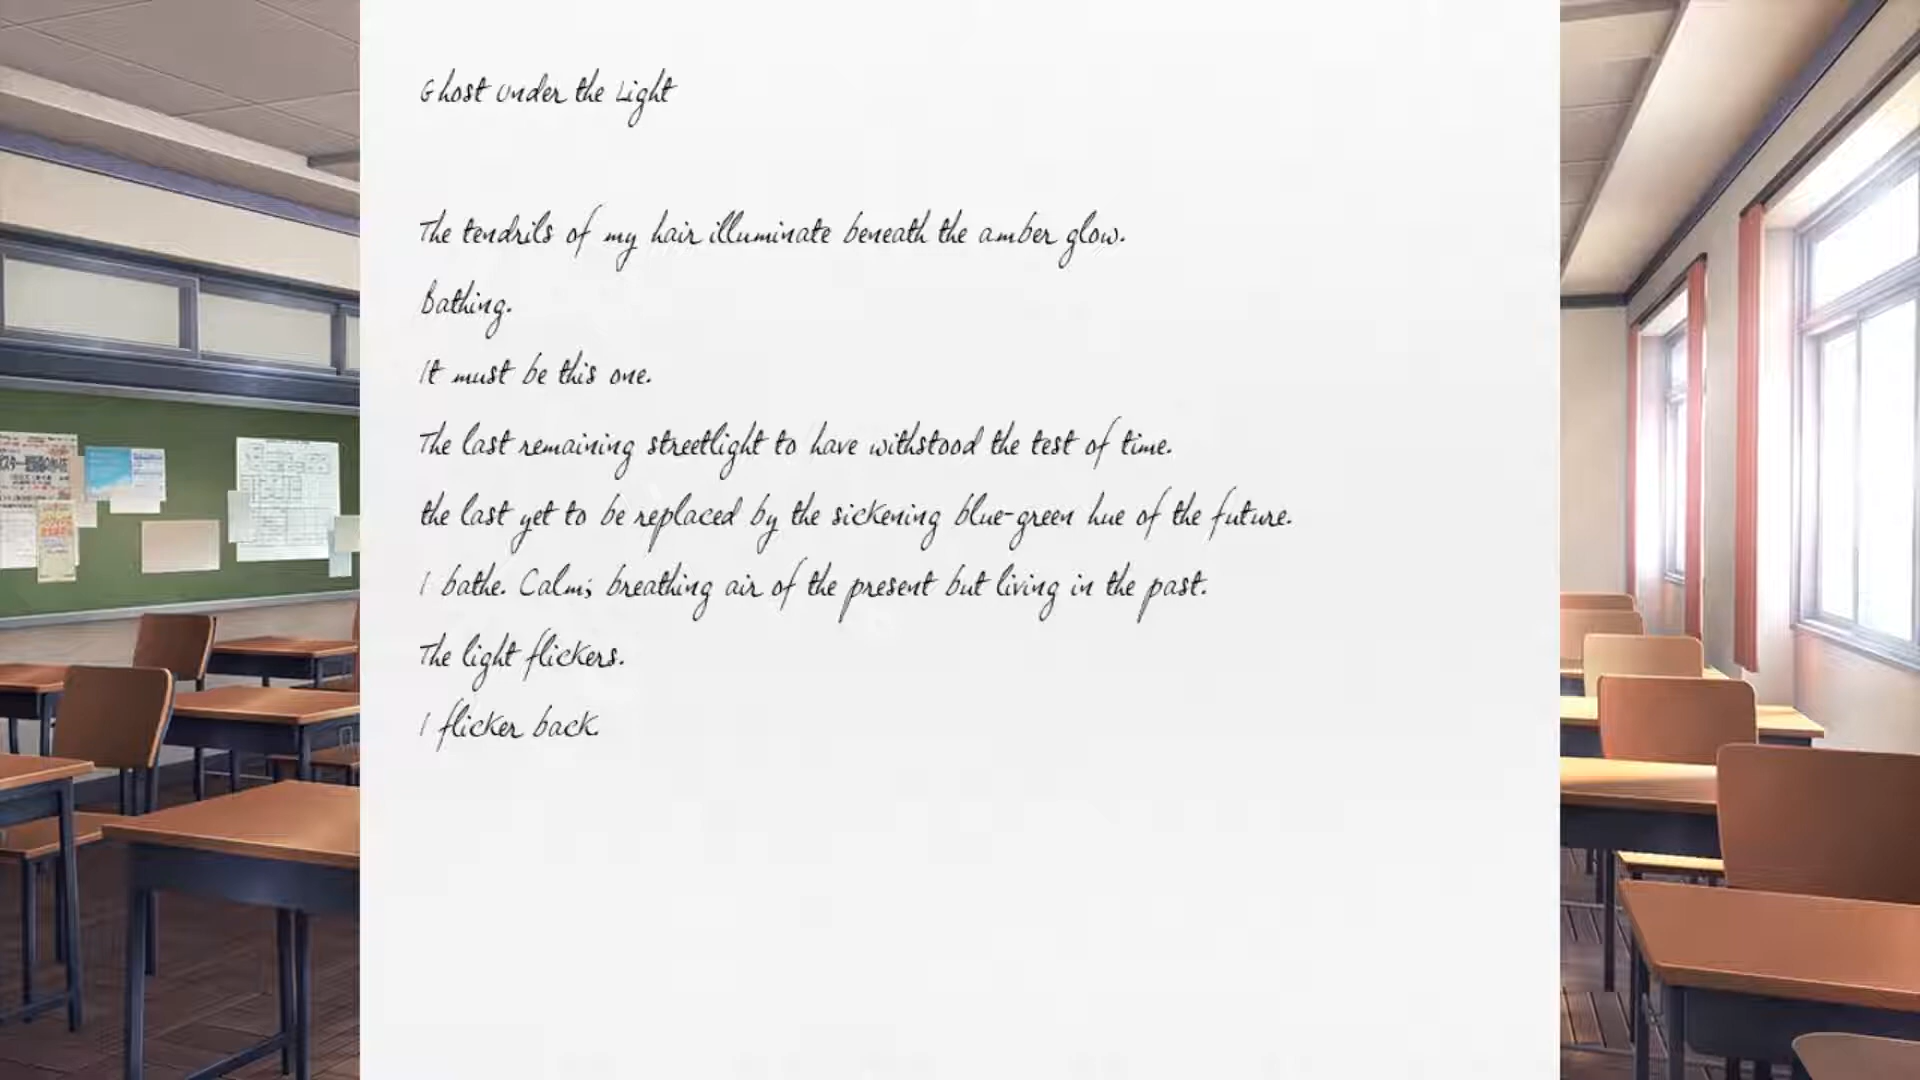 Ghost Under the Light
The tendrils of my hair illuminate beneath the amber glow.
Bathing.
It must be this one.
The last remaining streetlight to have withstood the test of time.
the last yet to be replaced by the sickening blue-green hue of the future.
I bathe. Calm; breathing air of the present but living in the past.
The light flickers.
I flicker back.